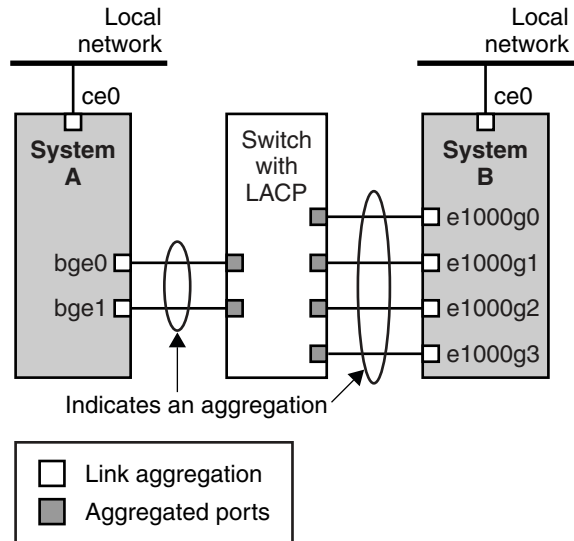 Local
network
Local
network
ce0
ce0
System
A
Switch
with
LACP
System
B
e1000g0
bge0
e1000g1
bge1
e1000g2
e1000g3
Indicates an aggregation
Link aggregation
Aggregated ports